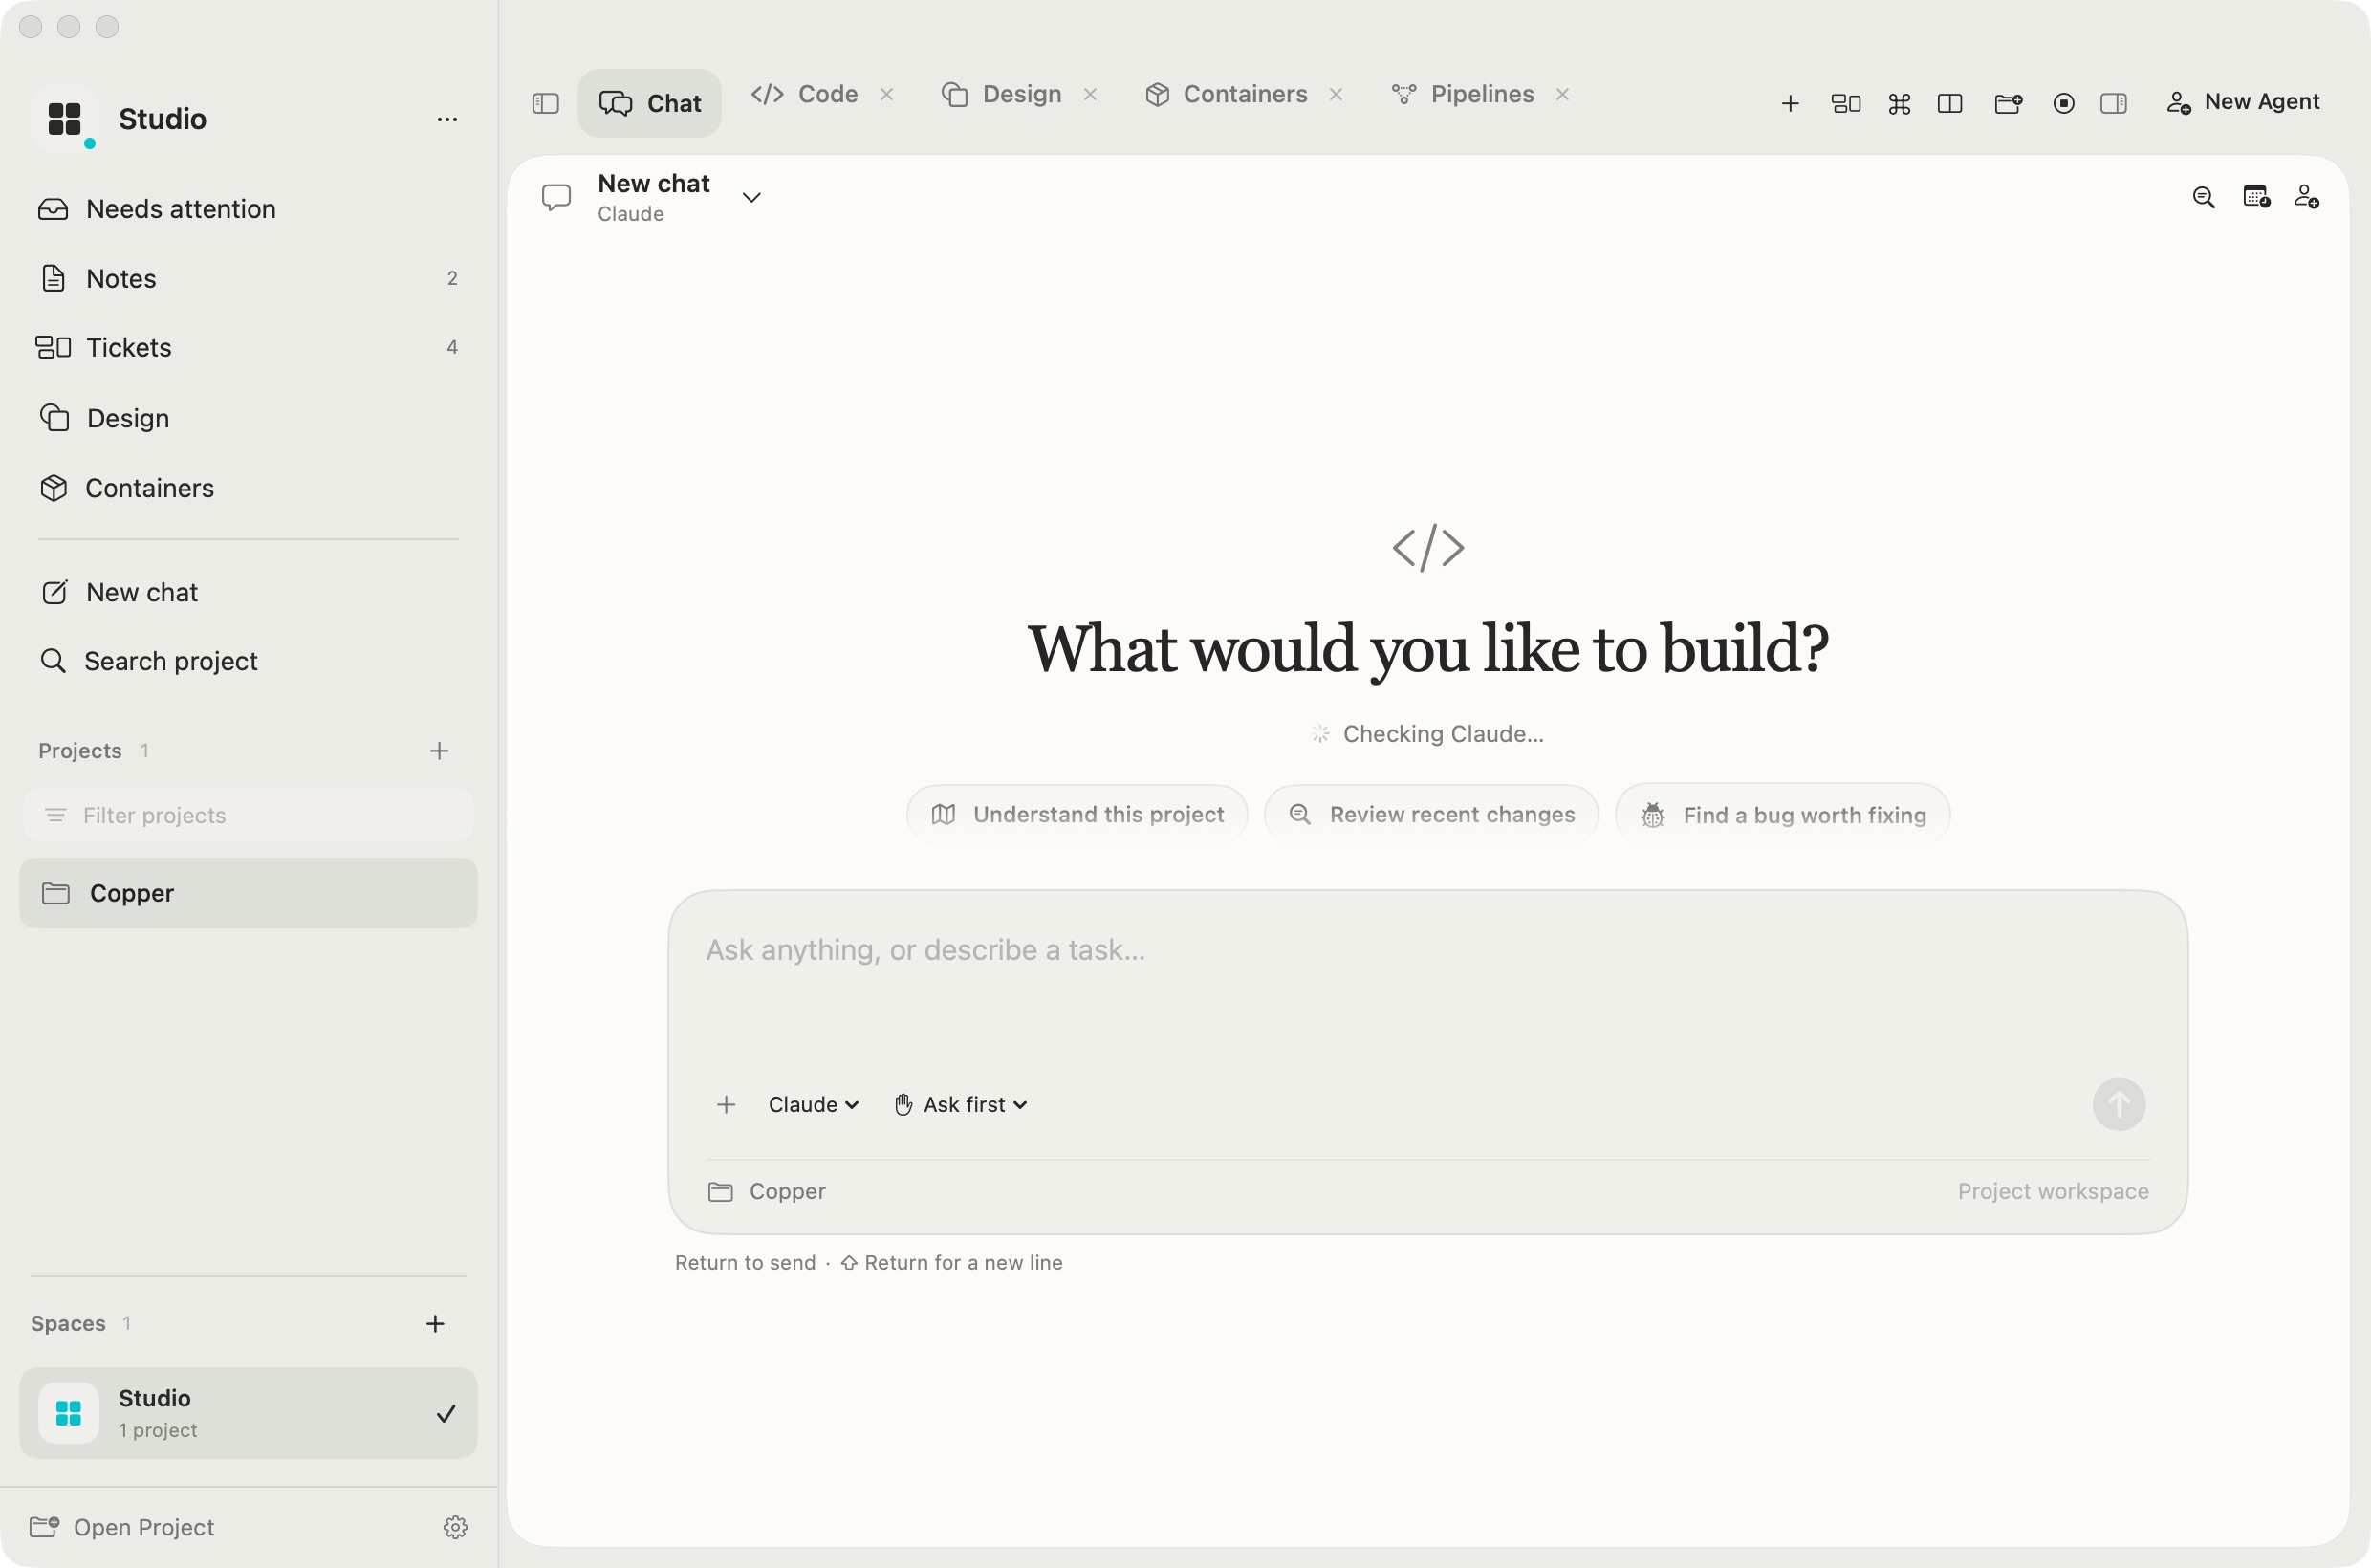 Studio
Needs attention
Notes 2
Tickets 4
Design
Containers
New chat
Search project
Projects 1
Filter projects
Copper
Spaces 1
Studio
1 project
Open Project
Chat
Code
Design
Containers
Pipelines
New Agent
New chat
Claude
What would you like to build?
Checking Claude...
Understand this project
Review recent changes
Find a bug worth fixing
Ask anything, or describe a task...
Claude
Ask first
Copper
Project workspace
Return to send · ⇧ Return for a new line